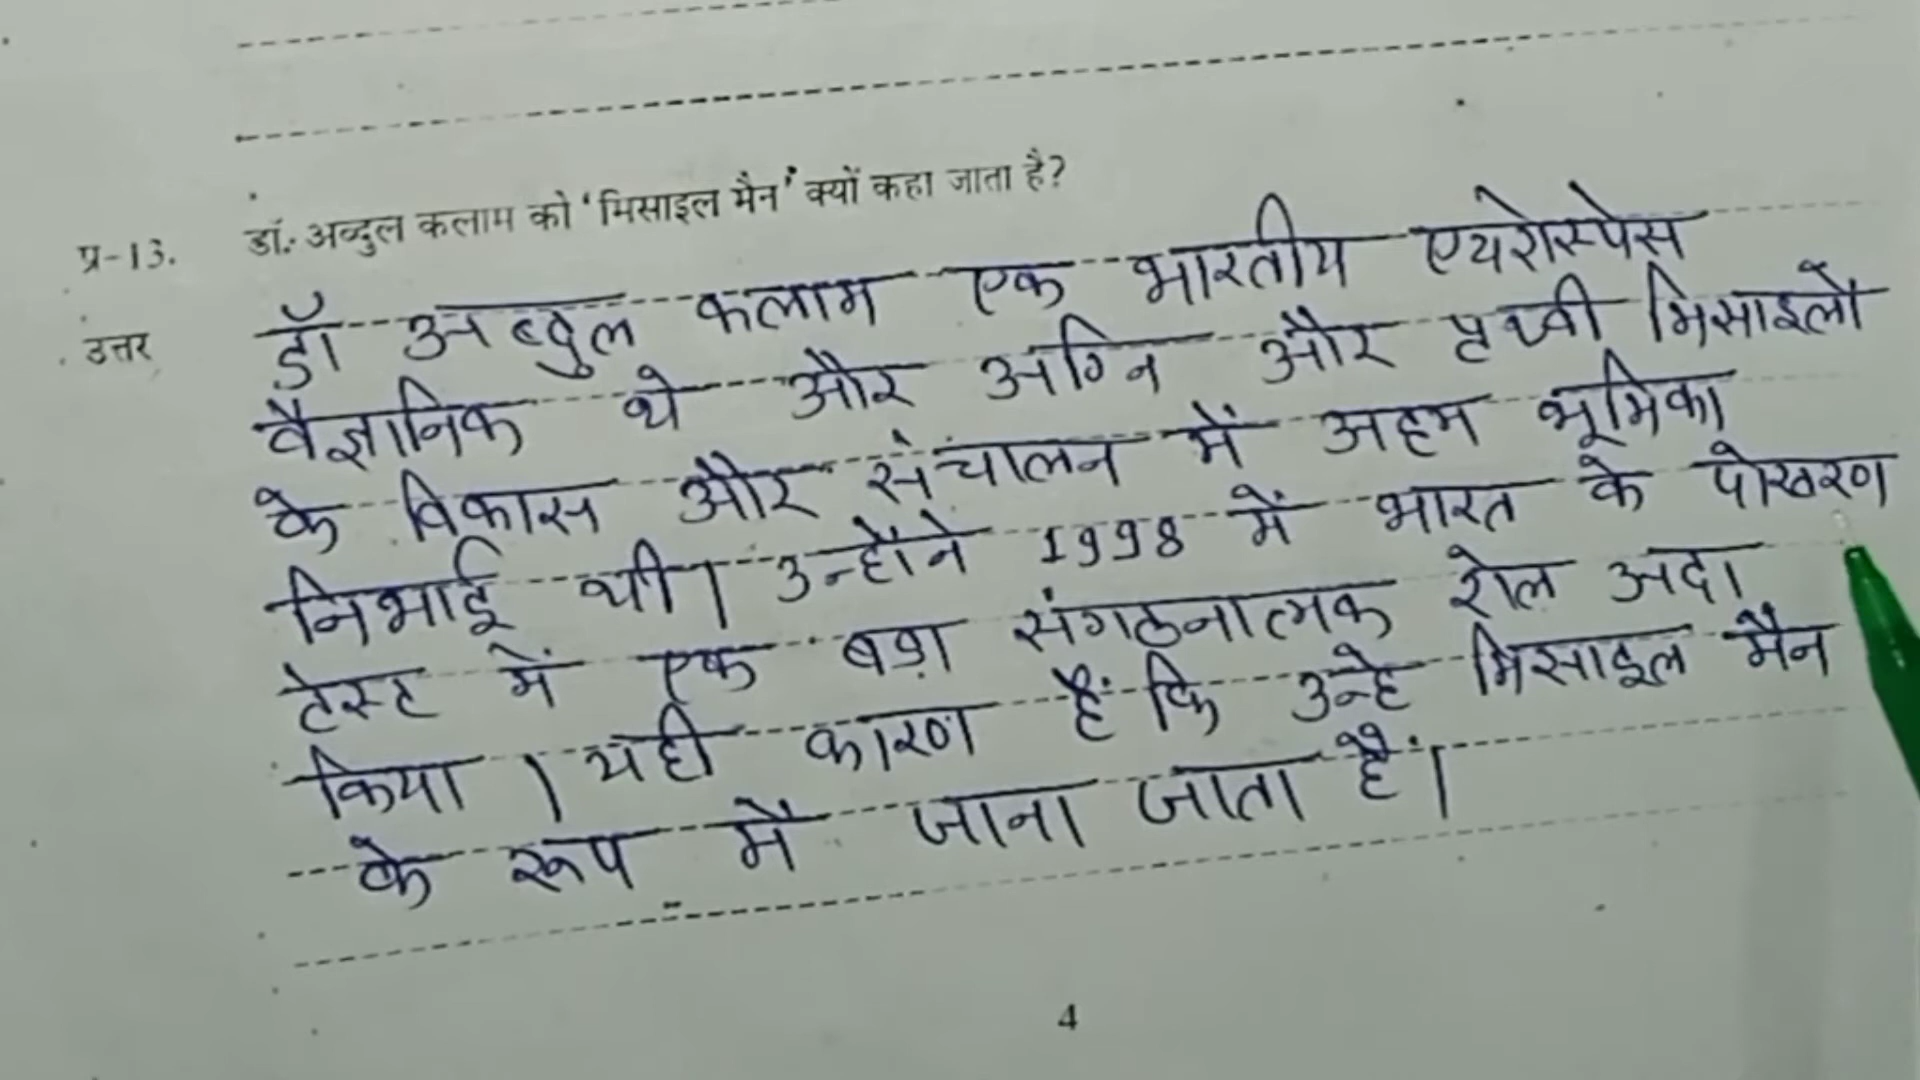 प्र-13. डॉ. अब्दुल कलाम को 'मिसाइल मैन' क्यों कहा जाता है?
उत्तर डॉ अब्दुल कलाम एक भारतीय एयरोस्पेस
वैज्ञानिक थे और अग्नि और पृथ्वी मिसाइलो
के विकास और संचालन में अहम भूमिका
निभाई थी। उन्होने 1998 में भारत के पोखरण
टेस्ट में एक बड़ा संगठनात्मक रोल अदा
किया। यही कारण हैं कि उन्हे मिसाइल मैन
के रूप मे जाना जाता हैं।
4